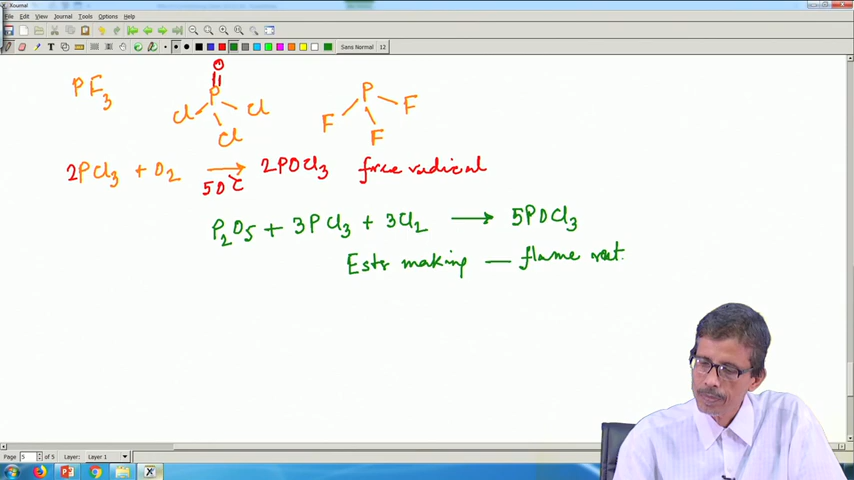 Xournal
File Edit View Journal Tools Options Help
Sans Normal 12
PF3
O
P
Cl Cl
Cl
P
F F
F
2PCl3 + O2 → 2POCl3 free radical
50°C
P2O5 + 3PCl3 + 3Cl2 → 5POCl3
Ester making — flame
Page 5 of 5 Layer Layer 1